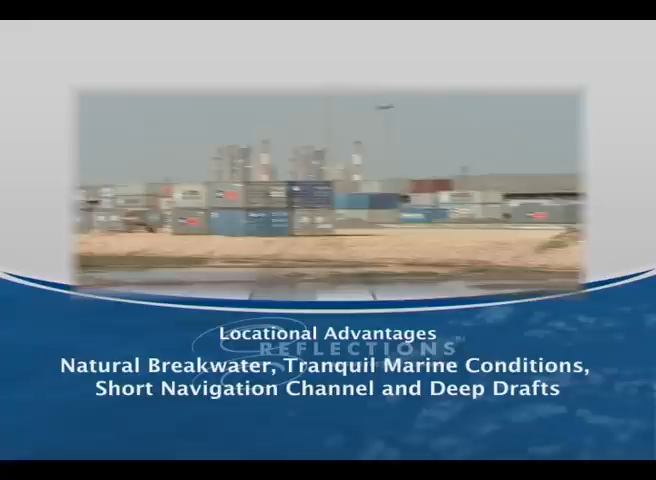 Locational Advantages
REFLECTIONS
Natural Breakwater, Tranquil Marine Conditions,
Short Navigation Channel and Deep Drafts